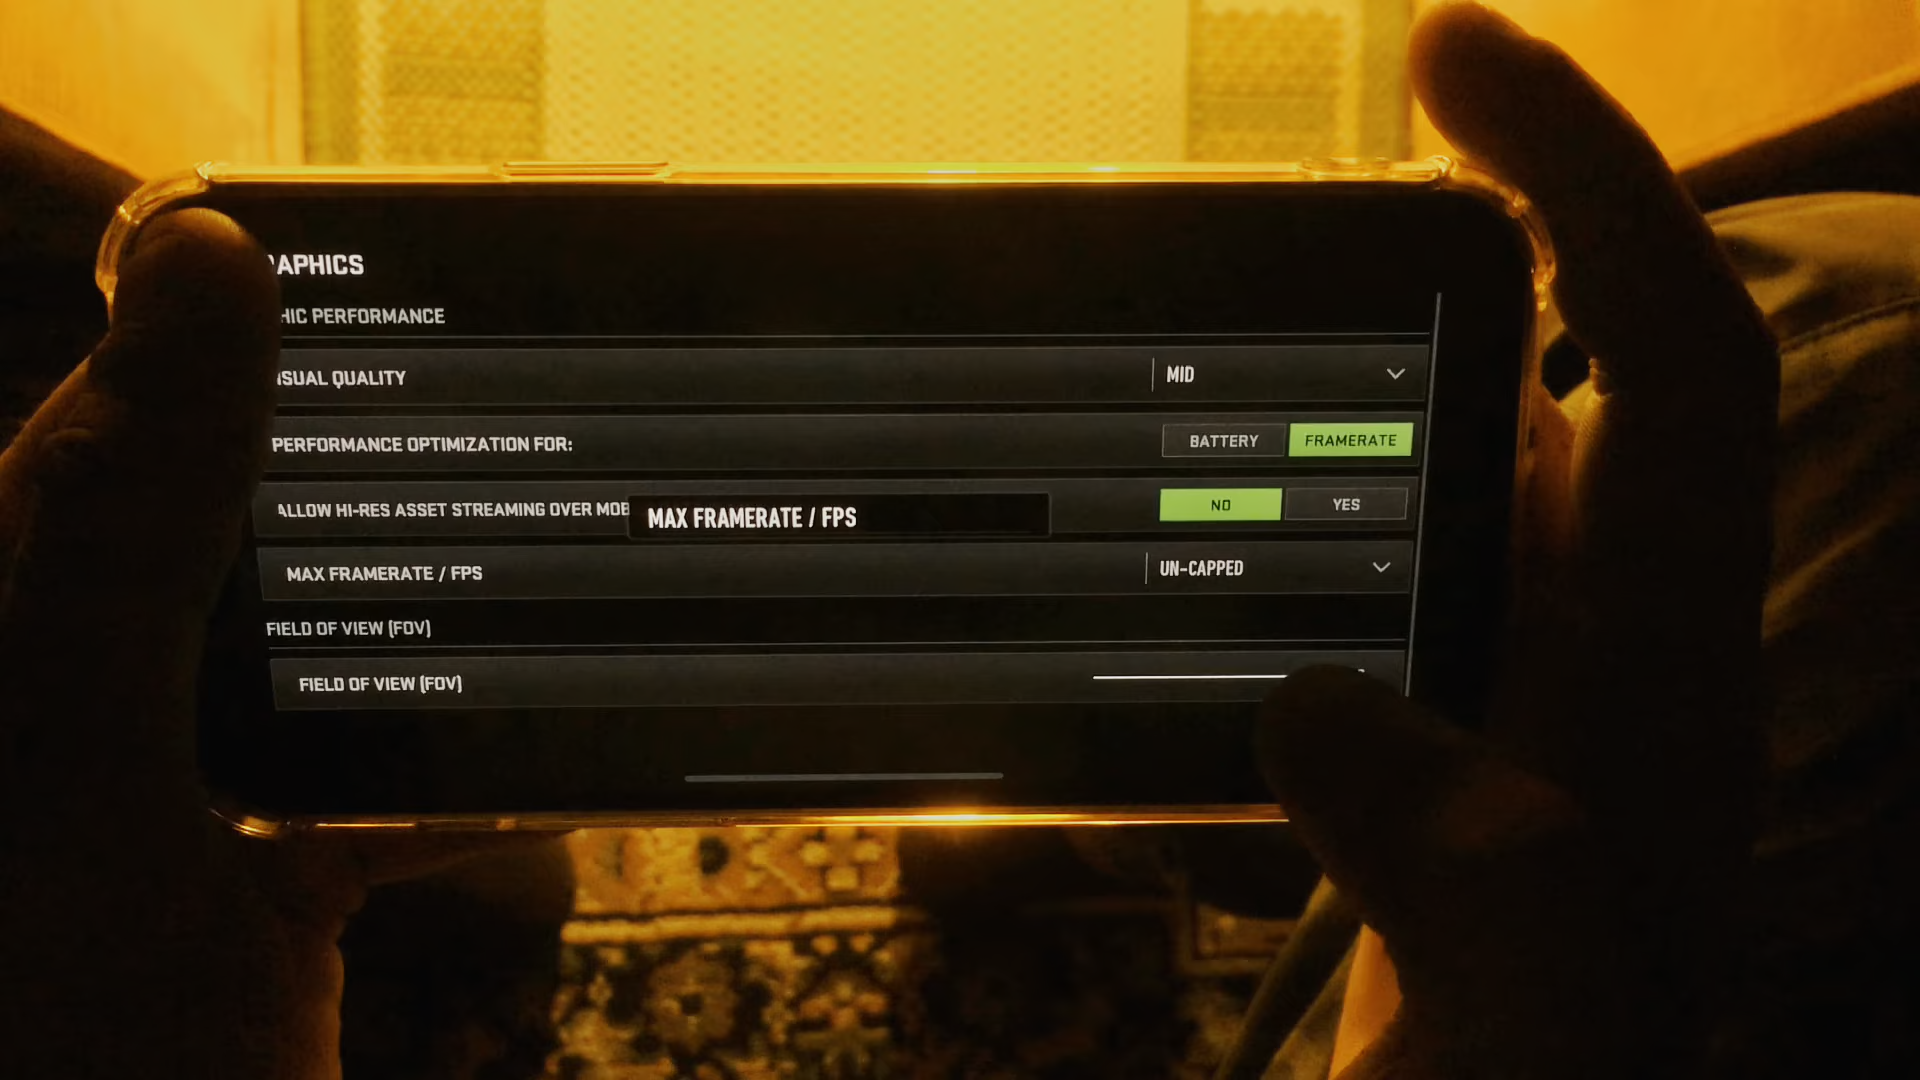 APHICS
HIC PERFORMANCE
SUAL QUALITY
MID
PERFORMANCE OPTIMIZATION FOR:
BATTERY
FRAMERATE
ALLOW HI-RES ASSET STREAMING OVER MOB
NO
YES
MAX FRAMERATE / FPS
MAX FRAMERATE / FPS
UN-CAPPED
FIELD OF VIEW (FOV)
FIELD OF VIEW (FOV)